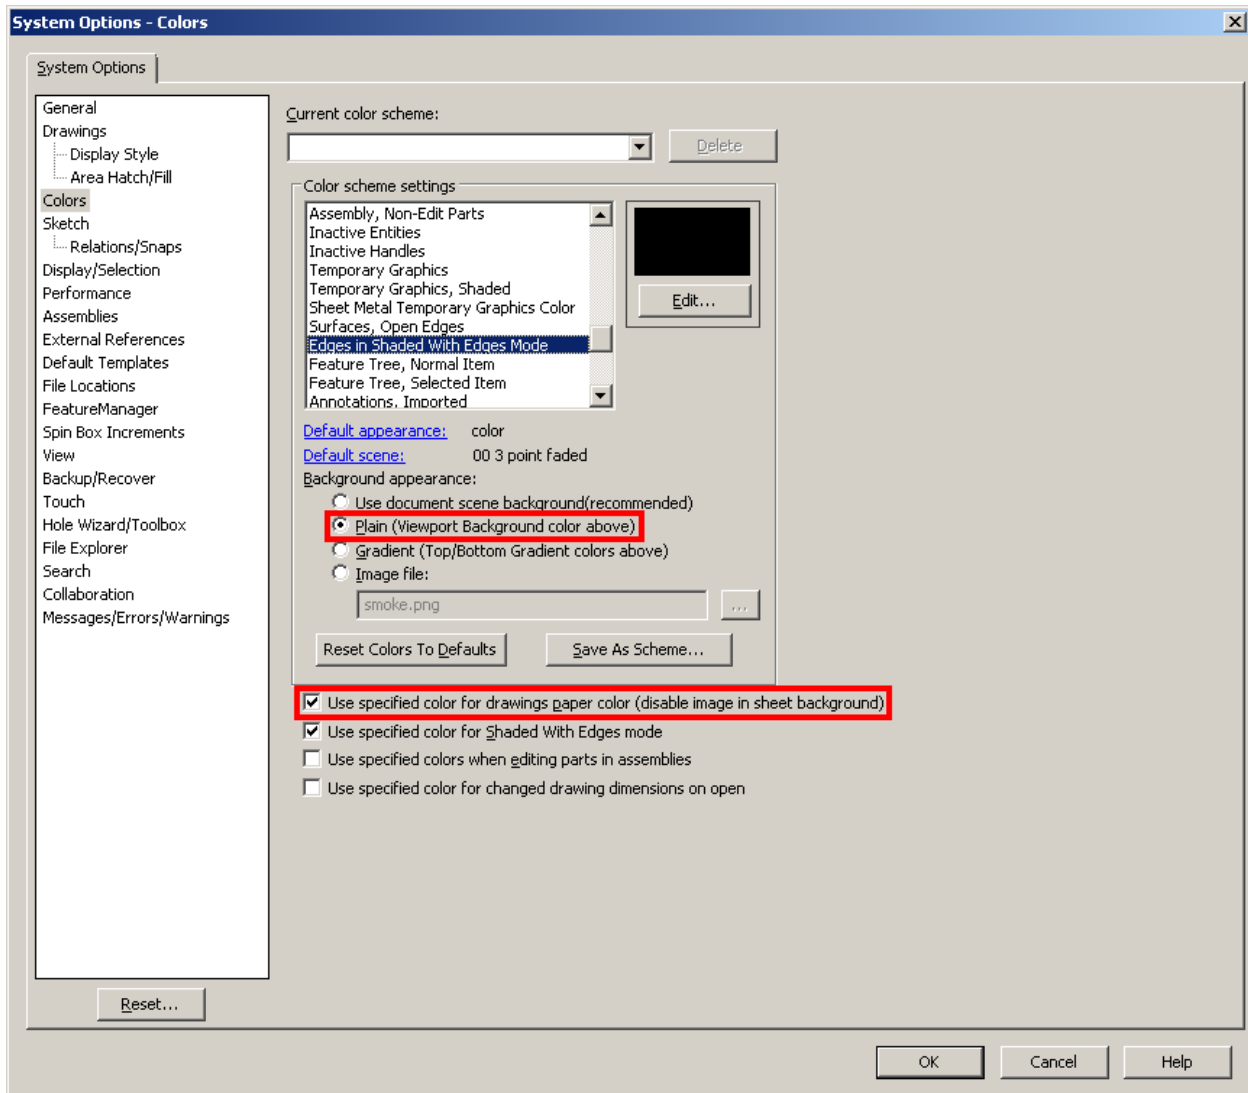 System Options - Colors
System Options
General
Drawings
Display Style
Area Hatch/Fill
Colors
Sketch
Relations/Snaps
Display/Selection
Performance
Assemblies
External References
Default Templates
File Locations
FeatureManager
Spin Box Increments
View
Backup/Recover
Touch
Hole Wizard/Toolbox
File Explorer
Search
Collaboration
Messages/Errors/Warnings
Reset...
Current color scheme:
Delete
Color scheme settings
Assembly, Non-Edit Parts
Inactive Entities
Inactive Handles
Temporary Graphics
Temporary Graphics, Shaded
Sheet Metal Temporary Graphics Color
Surfaces, Open Edges
Edges in Shaded With Edges Mode
Feature Tree, Normal Item
Feature Tree, Selected Item
Annotations, Imported
Edit...
Default appearance: color
Default scene: 00 3 point faded
Background appearance:
Use document scene background(recommended)
Plain (Viewport Background color above)
Gradient (Top/Bottom Gradient colors above)
Image file:
smoke.png ...
Reset Colors To Defaults Save As Scheme...
Use specified color for drawings paper color (disable image in sheet background)
Use specified color for Shaded With Edges mode
Use specified colors when editing parts in assemblies
Use specified color for changed drawing dimensions on open
OK Cancel Help